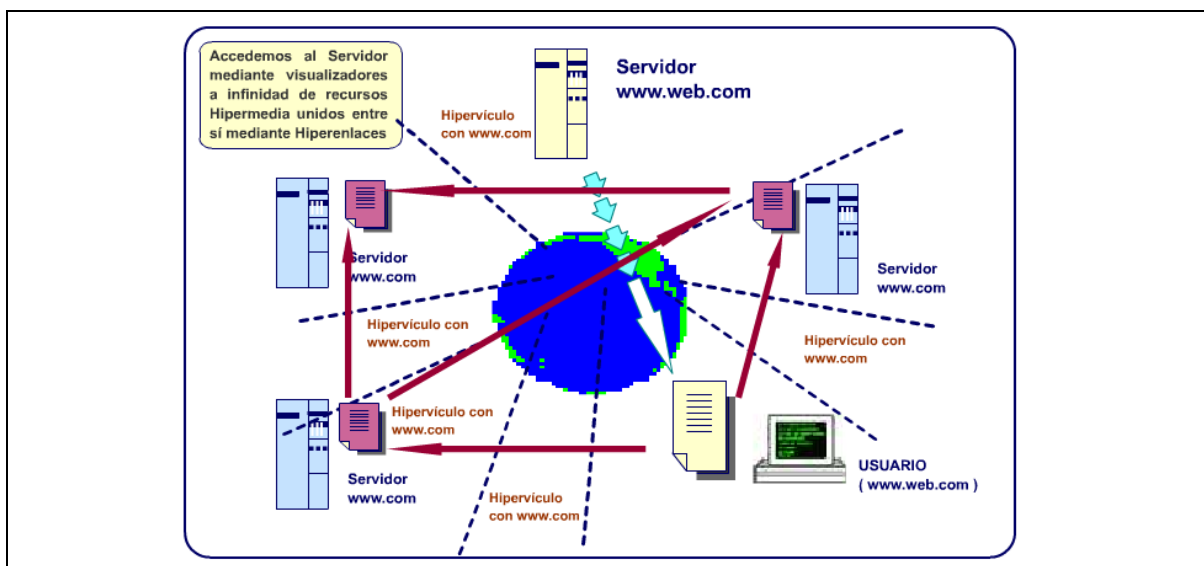 Accedemos al Servidor
mediante visualizadores
a infinidad de recursos
Hipermedia unidos entre
sí mediante Hiperenlaces
Servidor
www.web.com
Hipervículo
con www.com
Servidor
www.com
Servidor
www.com
Hipervículo con
www.com
Hipervículo con
www.com
Hipervículo con
www.com
Servidor
www.com
USUARIO
( www.web.com )
Hipervículo
con www.com